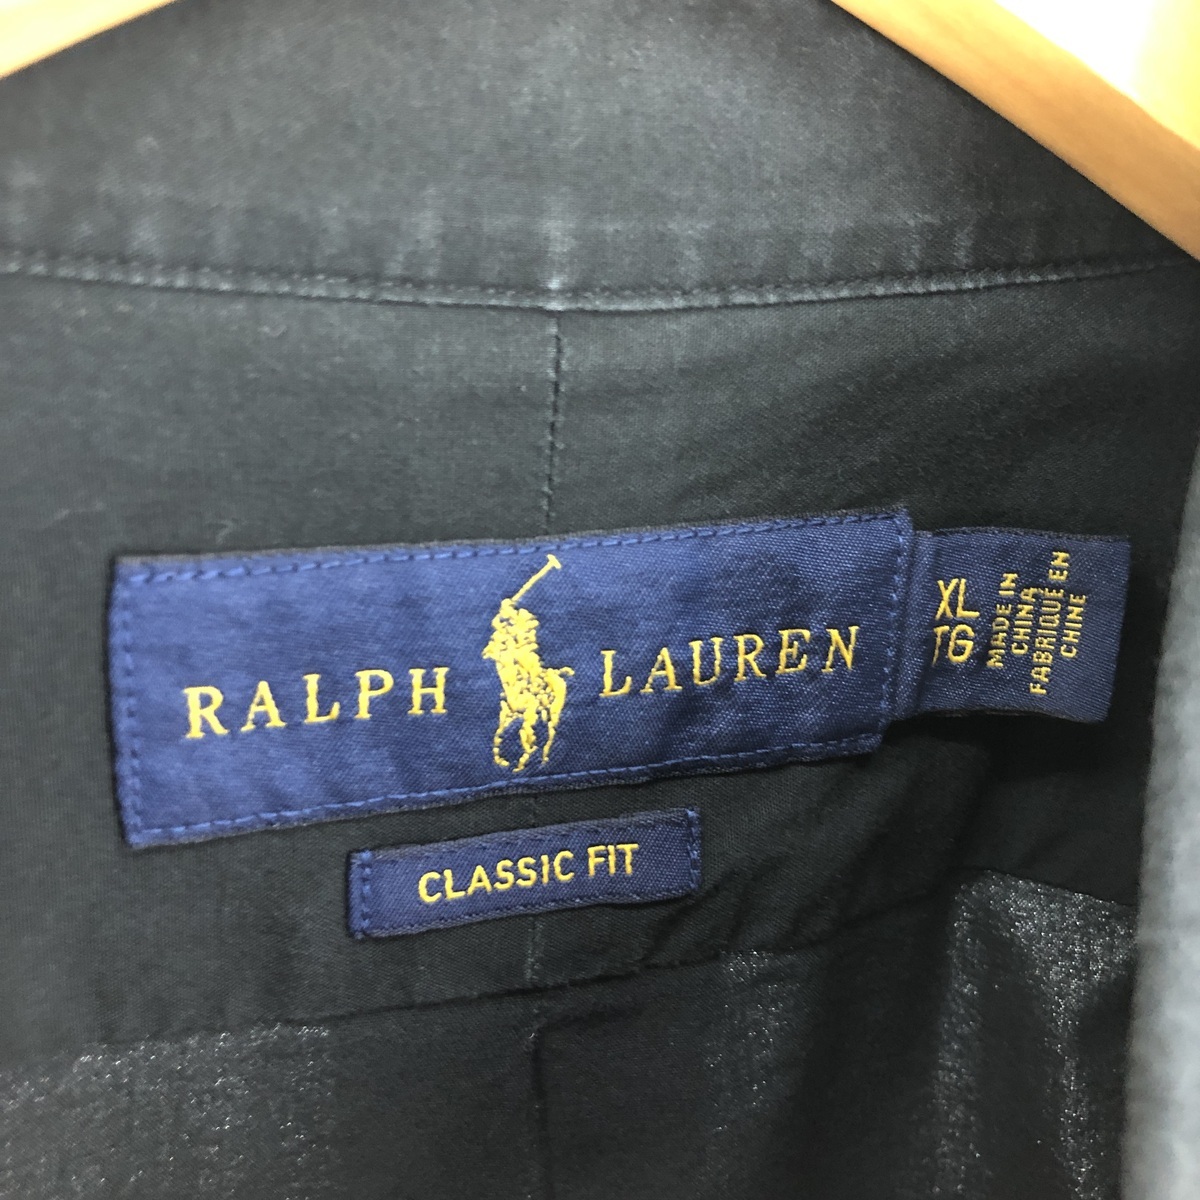 RALPH LAUREN
XL
TG
MADE IN
CHINA
FABRIQUÉ EN
CHINE
CLASSIC FIT